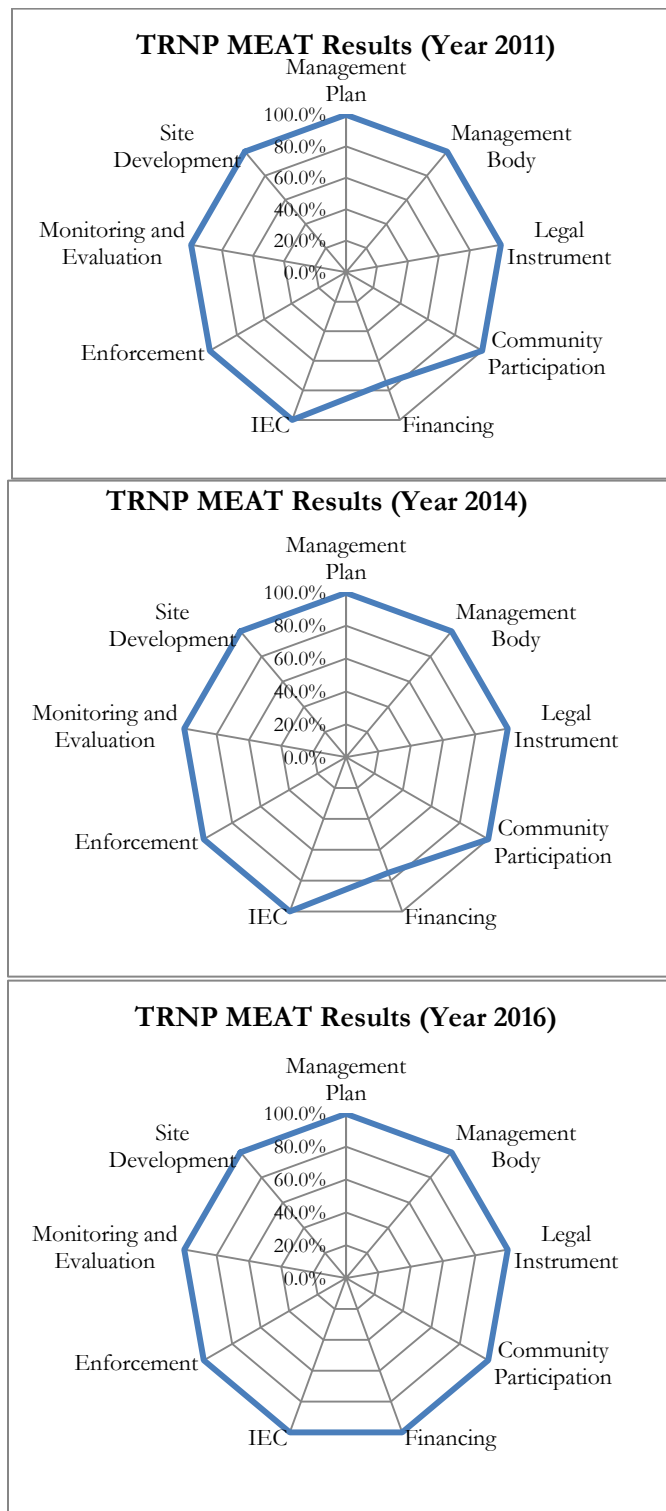 TRNP MEAT Results (Year 2011)
Management
Plan
100.0%
80.0%
60.0%
40.0%
20.0%
0.0%
Management
Body
Legal
Instrument
Community
Participation
Financing
IEC
Enforcement
Monitoring and
Evaluation
Site
Development
TRNP MEAT Results (Year 2014)
Management
Plan
100.0%
80.0%
60.0%
40.0%
20.0%
0.0%
Management
Body
Legal
Instrument
Community
Participation
Financing
IEC
Enforcement
Monitoring and
Evaluation
Site
Development
TRNP MEAT Results (Year 2016)
Management
Plan
100.0%
80.0%
60.0%
40.0%
20.0%
0.0%
Management
Body
Legal
Instrument
Community
Participation
Financing
IEC
Enforcement
Monitoring and
Evaluation
Site
Development